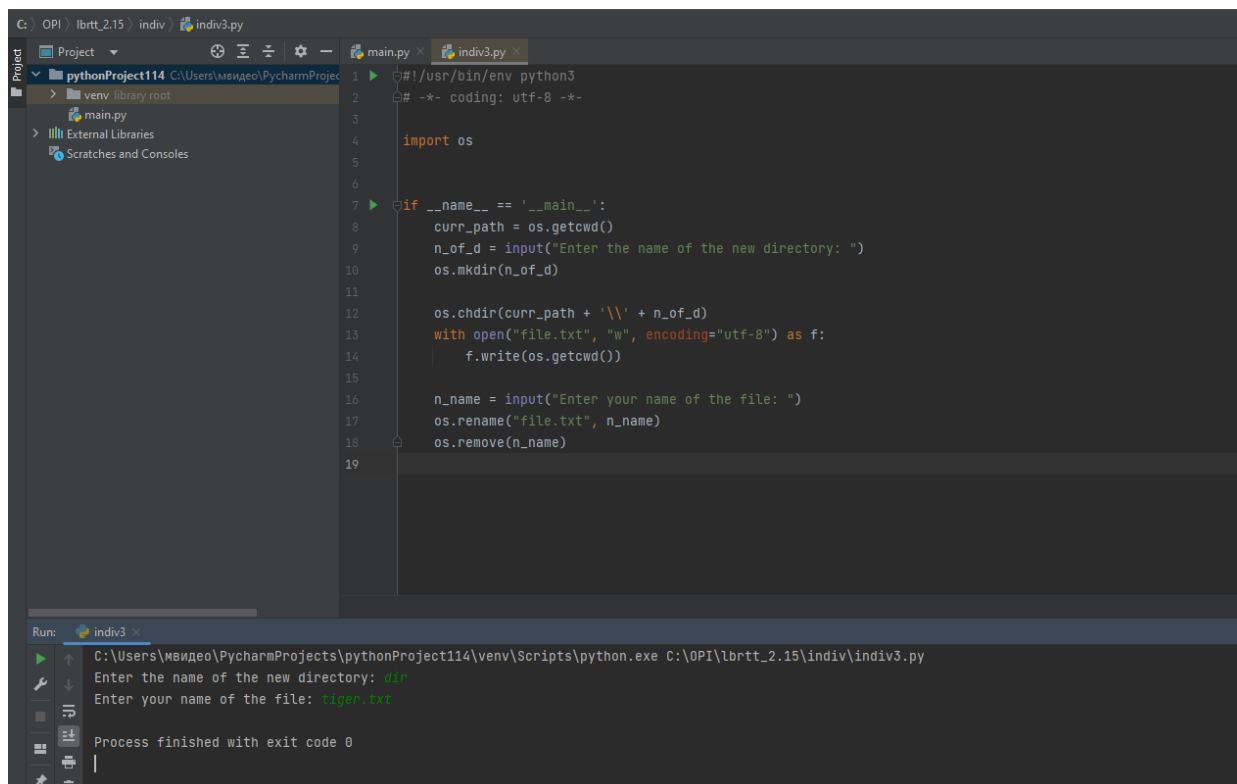 C: OPI lbrtt_2.15 indiv indiv3.py
Project
Project
main.py
indiv3.py
pythonProject114 C:\Users\мвидео\PycharmProjec
venv library root
main.py
External Libraries
Scratches and Consoles
1 #!/usr/bin/env python3
2 # -*- coding: utf-8 -*-
3
4 import os
5
6
7 if __name__ == '__main__':
8 curr_path = os.getcwd()
9 n_of_d = input("Enter the name of the new directory: ")
10 os.mkdir(n_of_d)
11
12 os.chdir(curr_path + '\\' + n_of_d)
13 with open("file.txt", "w", encoding="utf-8") as f:
14 f.write(os.getcwd())
15
16 n_name = input("Enter your name of the file: ")
17 os.rename("file.txt", n_name)
18 os.remove(n_name)
19
Run: indiv3
C:\Users\мвидео\PycharmProjects\pythonProject114\venv\Scripts\python.exe C:\OPI\lbrtt_2.15\indiv\indiv3.py
Enter the name of the new directory: dir
Enter your name of the file: tiger.txt
Process finished with exit code 0